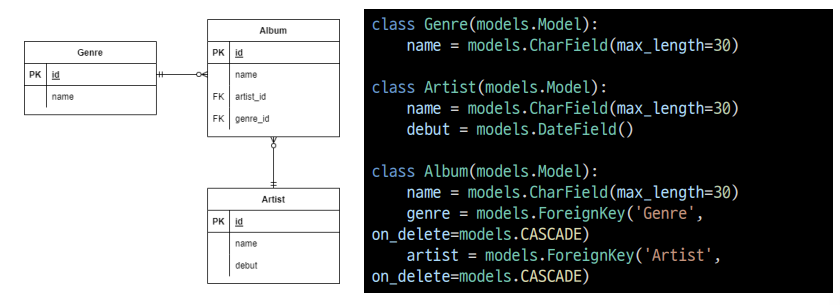 Genre
PK id
name
Album
PK id
name
FK artist_id
FK genre_id
Artist
PK id
name
debut
class Genre(models.Model):
    name = models.CharField(max_length=30)
class Artist(models.Model):
    name = models.CharField(max_length=30)
    debut = models.DateField()
class Album(models.Model):
    name = models.CharField(max_length=30)
    genre = models.ForeignKey('Genre',
on_delete=models.CASCADE)
    artist = models.ForeignKey('Artist',
on_delete=models.CASCADE)